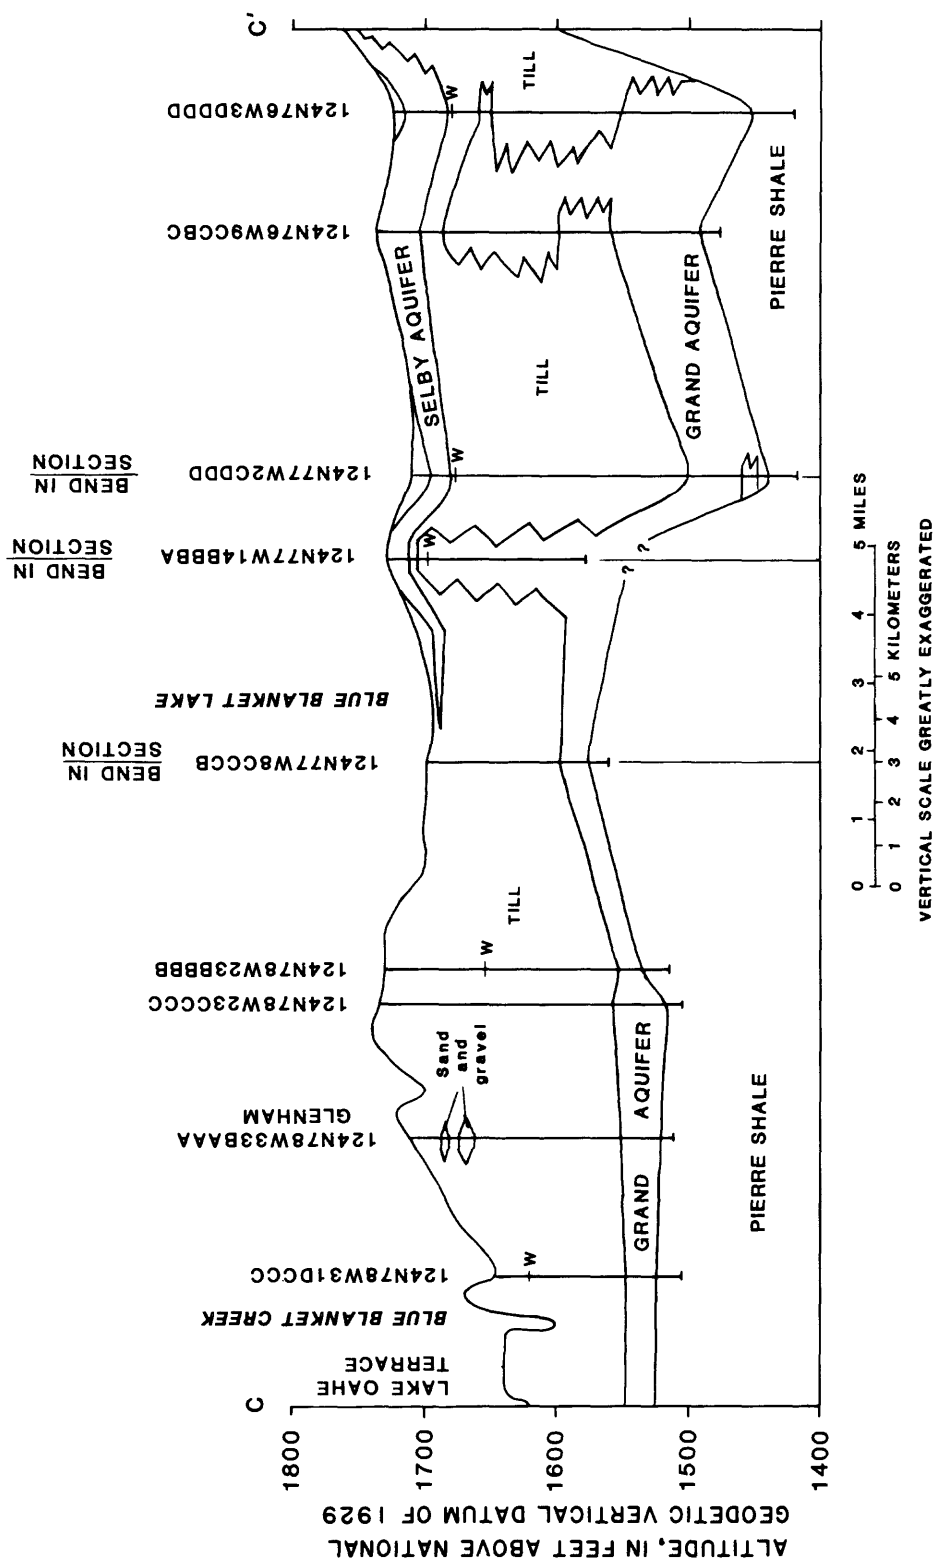 C
C'
LAKE OAHE
TERRACE
BLUE BLANKET CREEK
124N78W31DCCC
124N78W33BAAA
GLENHAM
124N78W23CCCC
124N78W23BBBB
BEND IN
SECTION
124N77W8CCCB
BLUE BLANKET LAKE
BEND IN
SECTION
124N77W14BBBA
BEND IN
SECTION
124N77W2CDDD
124N76W9CCBC
124N76W3DDDD
ALTITUDE, IN FEET ABOVE NATIONAL
GEODETIC VERTICAL DATUM OF 1929
1800
1700
1600
1500
1400
W
Sand
and
gravel
W
TILL
W
W
SELBY AQUIFER
TILL
W
TILL
GRAND AQUIFER
PIERRE SHALE
?
?
GRAND AQUIFER
PIERRE SHALE
0 1 2 3 4 5 MILES
0 1 2 3 4 5 KILOMETERS
VERTICAL SCALE GREATLY EXAGGERATED